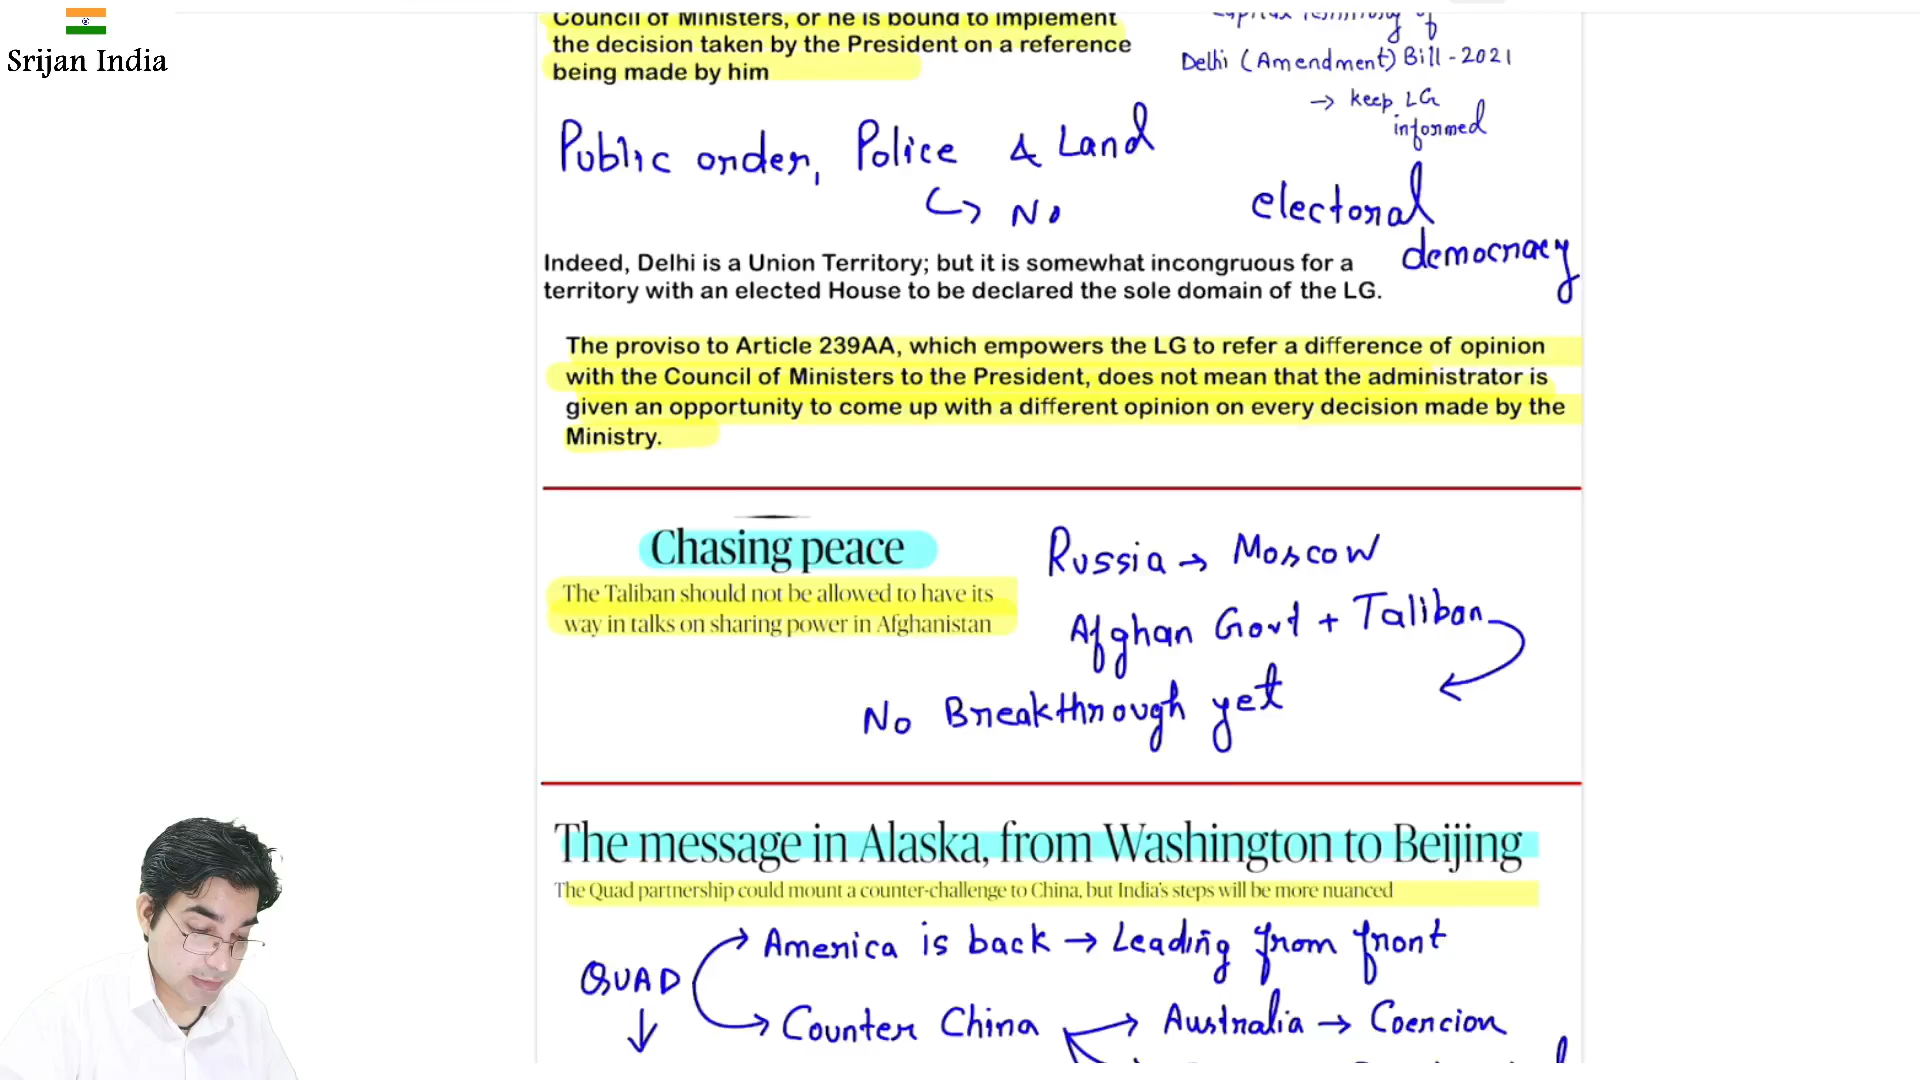 Srijan India
Council of Ministers, or he is bound to implement
the decision taken by the President on a reference
being made by him
Delhi (Amendment) Bill - 2021
→ keep LG
informed
Public order, Police & Land
↳ No
electoral
democracy
Indeed, Delhi is a Union Territory; but it is somewhat incongruous for a
territory with an elected House to be declared the sole domain of the LG.
The proviso to Article 239AA, which empowers the LG to refer a difference of opinion
with the Council of Ministers to the President, does not mean that the administrator is
given an opportunity to come up with a different opinion on every decision made by the
Ministry.
Chasing peace
The Taliban should not be allowed to have its
way in talks on sharing power in Afghanistan
Russia → Moscow
Afghan Govt + Taliban
No Breakthrough yet
The message in Alaska, from Washington to Beijing
The Quad partnership could mount a counter-challenge to China, but India's steps will be more nuanced
QUAD
America is back → Leading from front
Counter China → Australia → Coercion